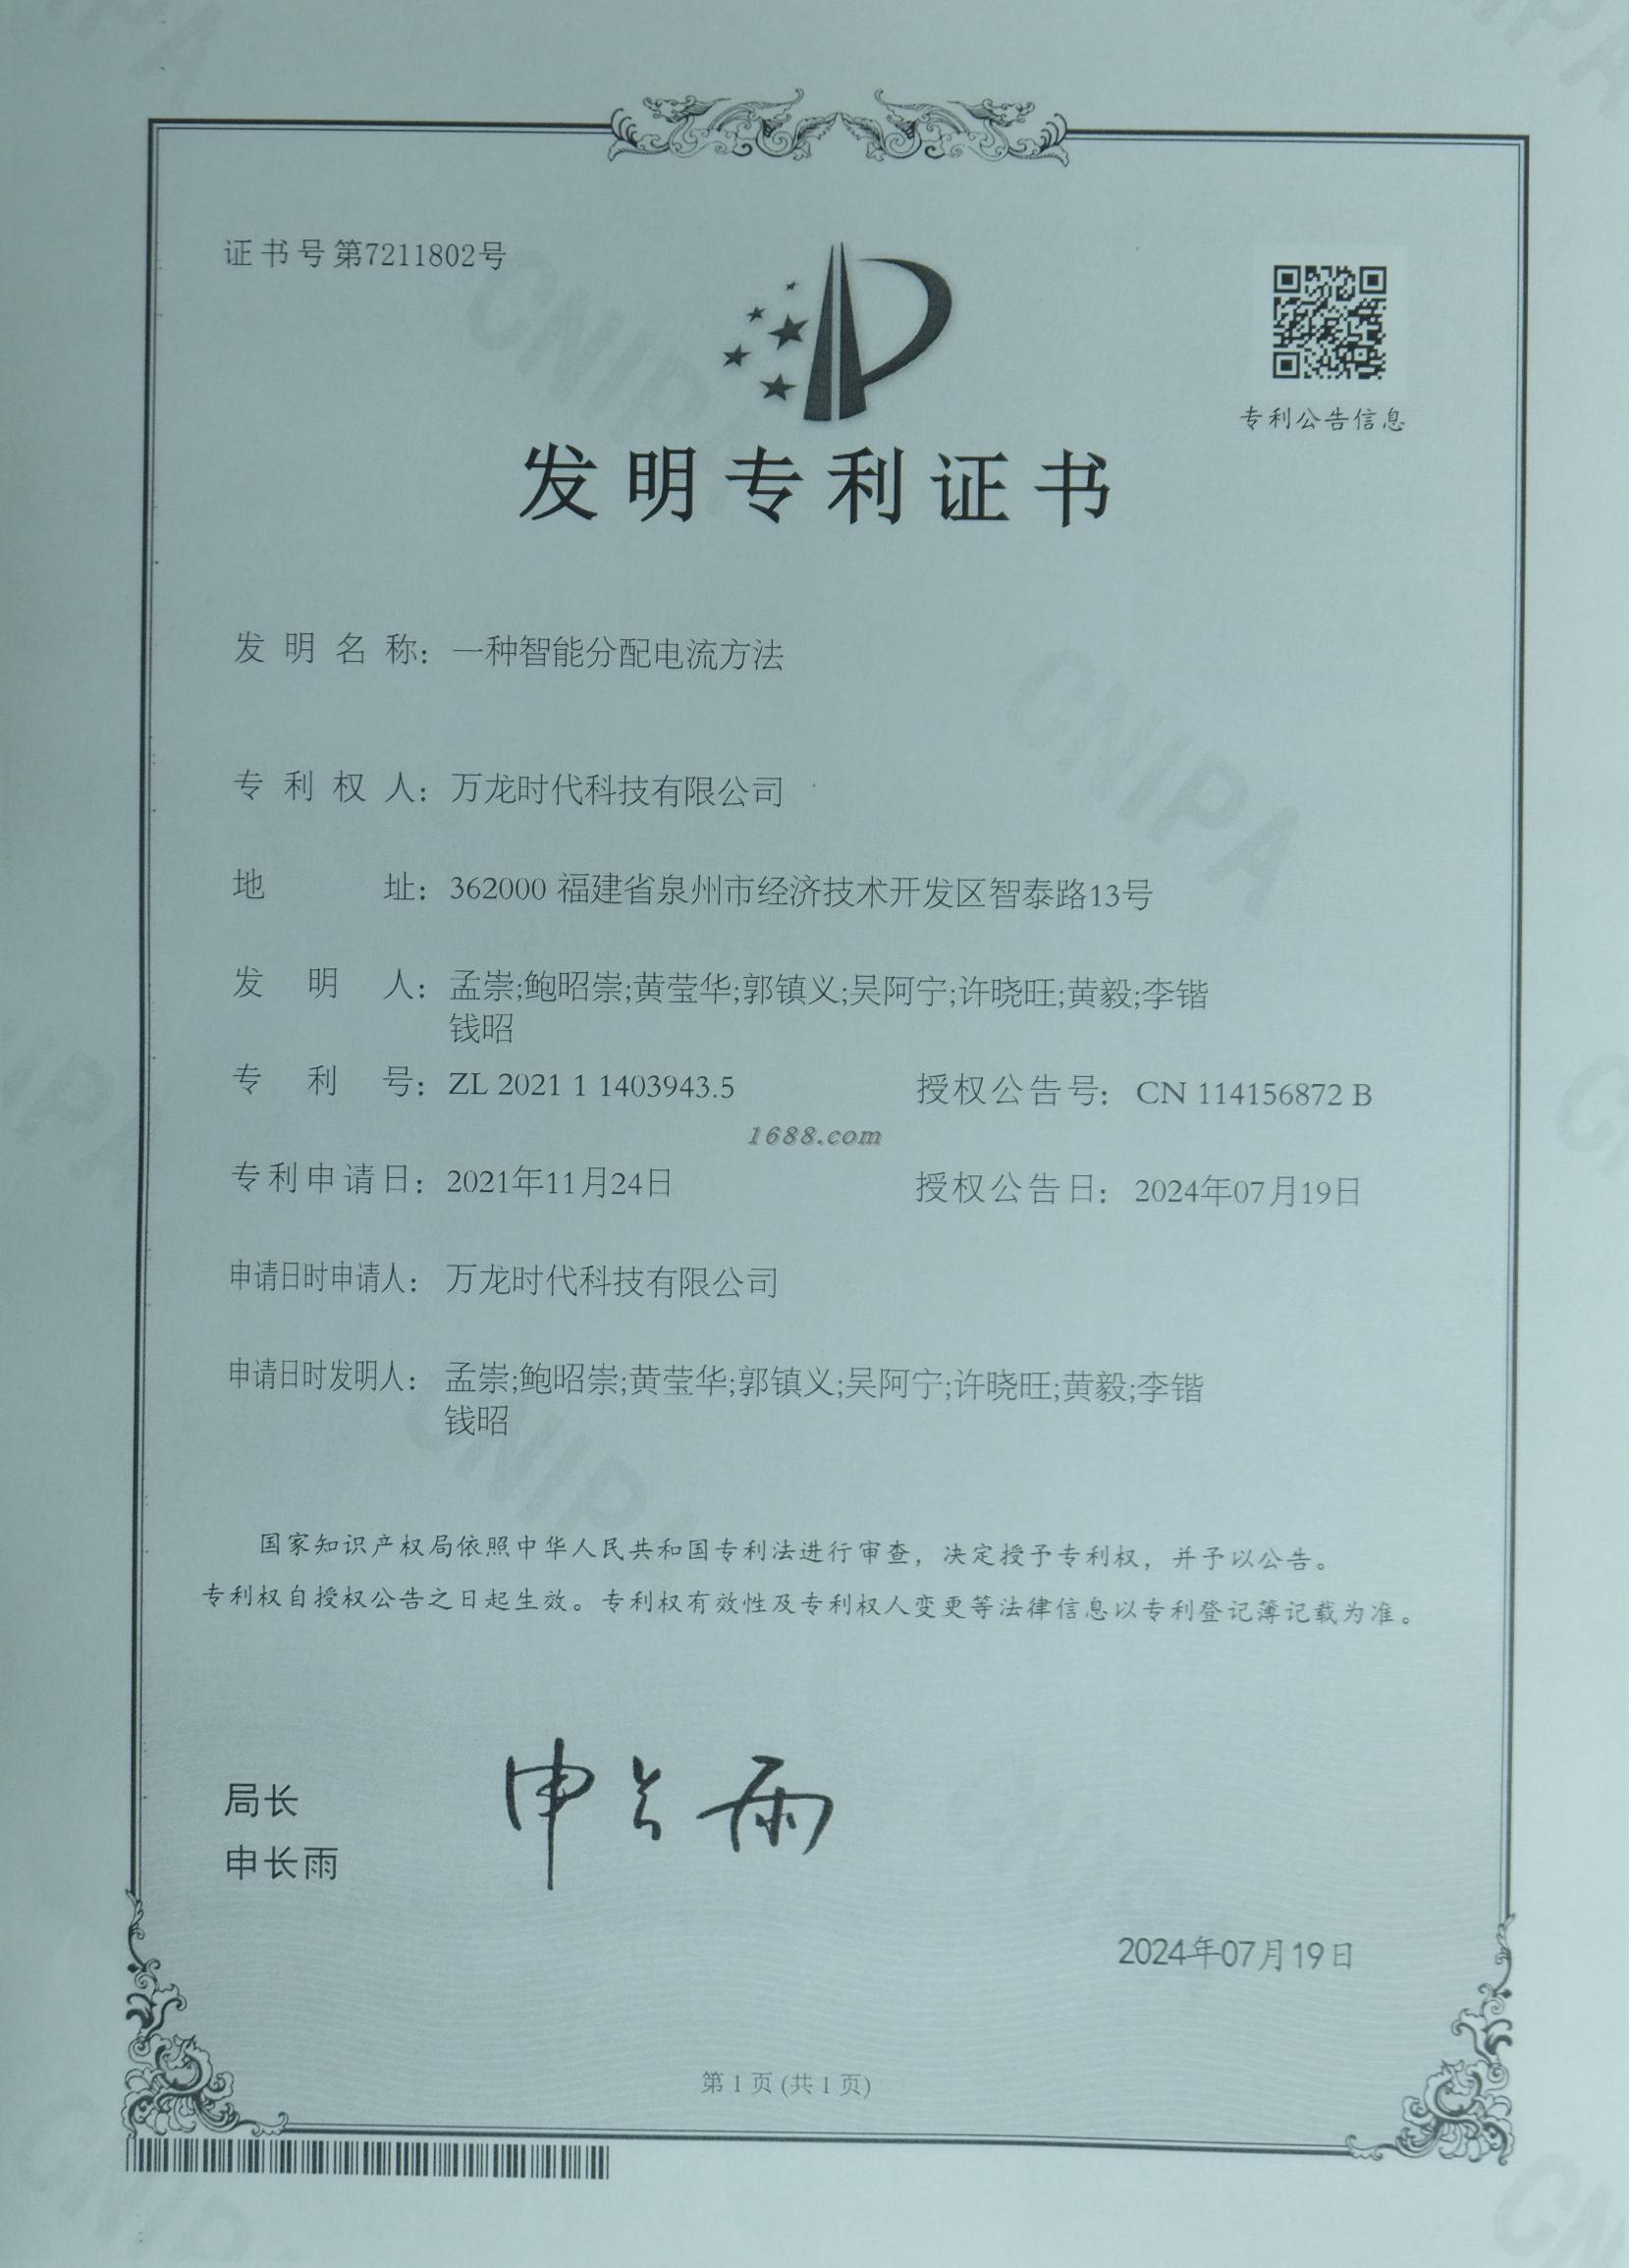 证书号第7211802号
专利公告信息
发明专利证书
发明名称：一种智能分配电流方法
专利权人：万龙时代科技有限公司
地址：362000 福建省泉州市经济技术开发区智泰路13号
发明人：孟崇;鲍昭崇;黄莹华;郭镇义;吴阿宁;许晓旺;黄毅;李锴
钱昭
专利号：ZL 2021 1 1403943.5 授权公告号：CN 114156872 B
1688.com
专利申请日：2021年11月24日 授权公告日：2024年07月19日
申请日时申请人：万龙时代科技有限公司
申请日时发明人：孟崇;鲍昭崇;黄莹华;郭镇义;吴阿宁;许晓旺;黄毅;李锴
钱昭
国家知识产权局依照中华人民共和国专利法进行审查，决定授予专利权，并予以公告。
专利权自授权公告之日起生效。专利权有效性及专利权人变更等法律信息以专利登记簿记载为准。
局长
申长雨
申长雨
2024年07月19日
第 1 页 (共 1 页)
CNIPA
CNIPA
CNIPA